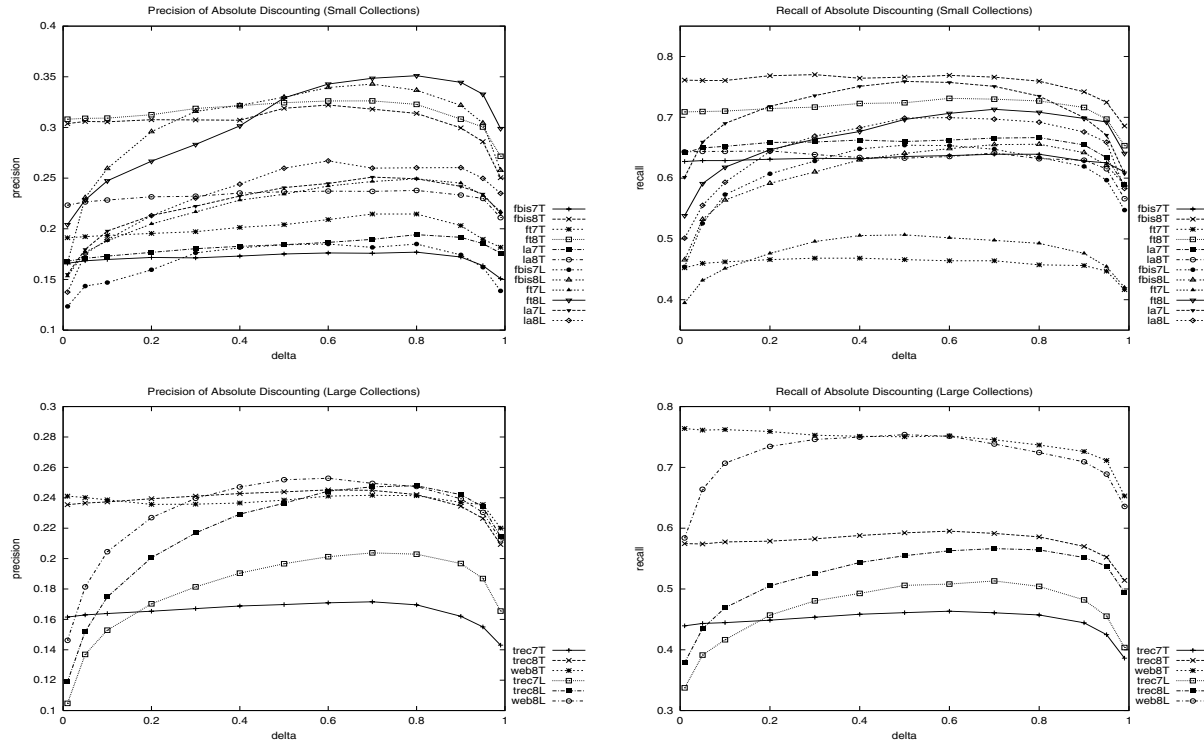 Precision of Absolute Discounting (Small Collections)
precision
0.4
0.35
0.3
0.25
0.2
0.15
0.1
0
0.2
0.4
0.6
0.8
1
delta
fbis7T
fbis8T
ft7T
ft8T
la7T
la8T
fbis7L
fbis8L
ft7L
ft8L
la7L
la8L
Recall of Absolute Discounting (Small Collections)
recall
0.8
0.7
0.6
0.5
0.4
0
0.2
0.4
0.6
0.8
1
delta
fbis7T
fbis8T
ft7T
ft8T
la7T
la8T
fbis7L
fbis8L
ft7L
ft8L
la7L
la8L
Precision of Absolute Discounting (Large Collections)
precision
0.3
0.28
0.26
0.24
0.22
0.2
0.18
0.16
0.14
0.12
0.1
0
0.2
0.4
0.6
0.8
1
delta
trec7T
trec8T
web8T
trec7L
trec8L
web8L
Recall of Absolute Discounting (Large Collections)
recall
0.8
0.7
0.6
0.5
0.4
0.3
0
0.2
0.4
0.6
0.8
1
delta
trec7T
trec8T
web8T
trec7L
trec8L
web8L